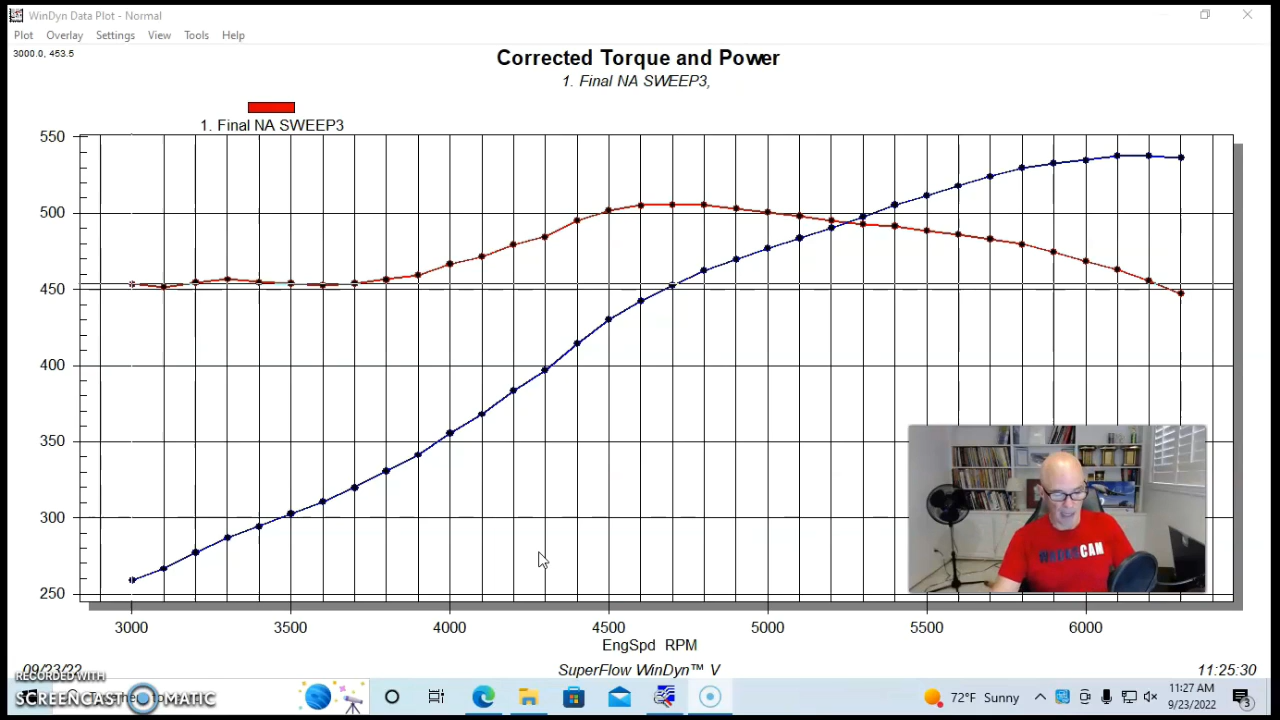 WinDyn Data Plot - Normal
Plot Overlay Settings View Tools Help
3000.0, 453.5
Corrected Torque and Power
1. Final NA SWEEP3,
1. Final NA SWEEP3
550
500
450
400
350
300
250
3000 3500 4000 4500 5000 5500 6000
EngSpd RPM
09/23/22 SuperFlow WinDyn™ V 11:25:30
RECORDED WITH
SCREENCAST MATIC
72°F Sunny
11:27 AM
9/23/2022
3